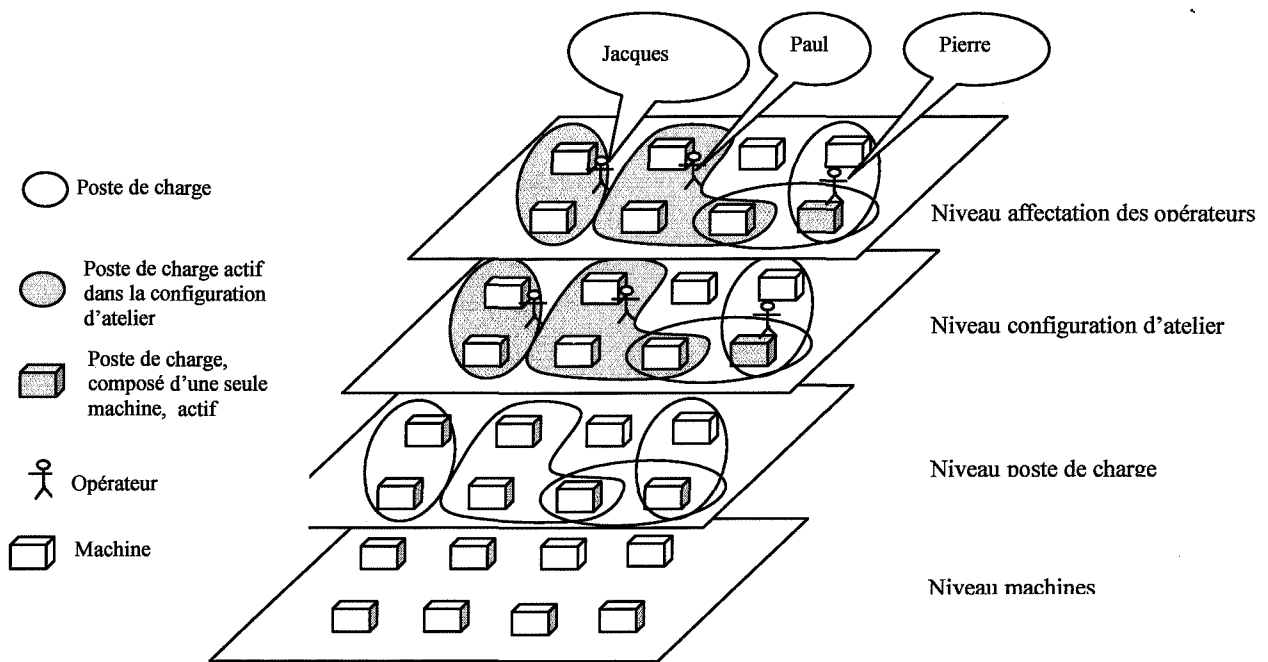 Jacques
Paul
Pierre
Poste de charge
Poste de charge actif
dans la configuration
d'atelier
Poste de charge,
composé d'une seule
machine, actif
Opérateur
Machine
Niveau affectation des opérateurs
Niveau configuration d'atelier
Niveau poste de charge
Niveau machines